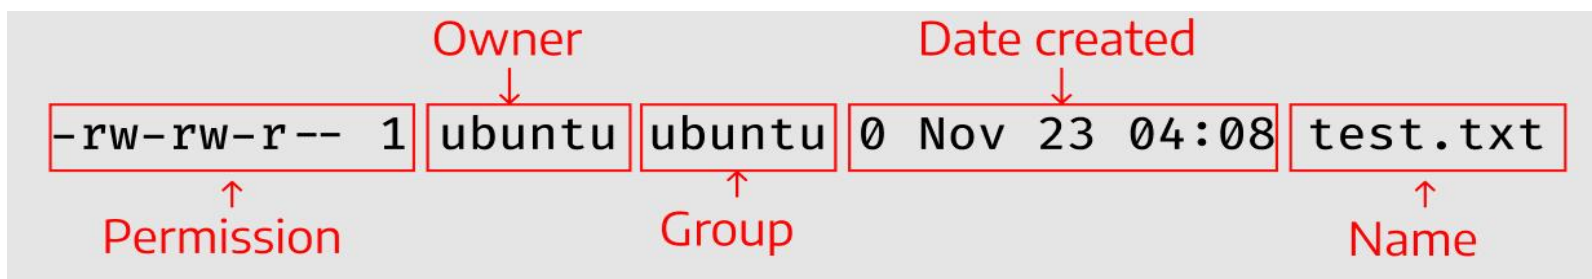 Owner Date created
-rw-rw-r-- 1 ubuntu ubuntu 0 Nov 23 04:08 test.txt
Permission Group Name